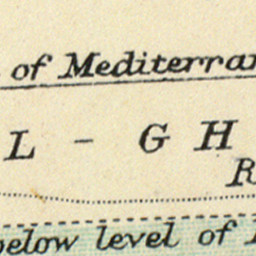 of Mediterran
L - G H
R
below level of